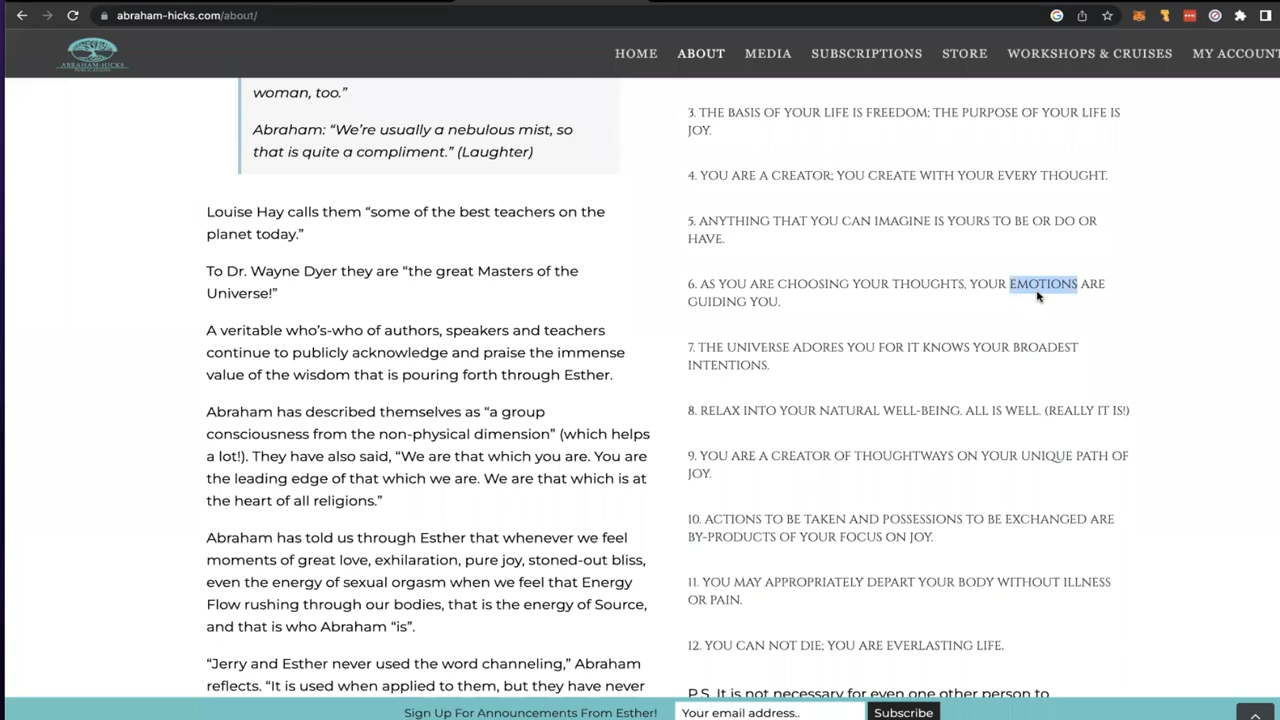 abraham-hicks.com/about/
ABRAHAM-HICKS
PUBLICATIONS
HOME ABOUT MEDIA SUBSCRIPTIONS STORE WORKSHOPS & CRUISES MY ACCOUNT
woman, too.”
Abraham: “We’re usually a nebulous mist, so
that is quite a compliment.” (Laughter)
Louise Hay calls them “some of the best teachers on the
planet today.”
To Dr. Wayne Dyer they are “the great Masters of the
Universe!”
A veritable who’s-who of authors, speakers and teachers
continue to publicly acknowledge and praise the immense
value of the wisdom that is pouring forth through Esther.
Abraham has described themselves as “a group
consciousness from the non-physical dimension” (which helps
a lot!). They have also said, “We are that which you are. You are
the leading edge of that which we are. We are that which is at
the heart of all religions.”
Abraham has told us through Esther that whenever we feel
moments of great love, exhilaration, pure joy, stoned-out bliss,
even the energy of sexual orgasm when we feel that Energy
Flow rushing through our bodies, that is the energy of Source,
and that is who Abraham “is”.
“Jerry and Esther never used the word channeling,” Abraham
reflects. “It is used when applied to them, but they have never
3. THE BASIS OF YOUR LIFE IS FREEDOM; THE PURPOSE OF YOUR LIFE IS
JOY.
4. YOU ARE A CREATOR; YOU CREATE WITH YOUR EVERY THOUGHT.
5. ANYTHING THAT YOU CAN IMAGINE IS YOURS TO BE OR DO OR
HAVE.
6. AS YOU ARE CHOOSING YOUR THOUGHTS, YOUR EMOTIONS ARE
GUIDING YOU.
7. THE UNIVERSE ADORES YOU FOR IT KNOWS YOUR BROADEST
INTENTIONS.
8. RELAX INTO YOUR NATURAL WELL-BEING. ALL IS WELL. (REALLY IT IS!)
9. YOU ARE A CREATOR OF THOUGHTWAYS ON YOUR UNIQUE PATH OF
JOY.
10. ACTIONS TO BE TAKEN AND POSSESSIONS TO BE EXCHANGED ARE
BY-PRODUCTS OF YOUR FOCUS ON JOY.
11. YOU MAY APPROPRIATELY DEPART YOUR BODY WITHOUT ILLNESS
OR PAIN.
12. YOU CAN NOT DIE; YOU ARE EVERLASTING LIFE.
P.S. It is not necessary for even one other person to
Sign Up For Announcements From Esther! Your email address.. Subscribe